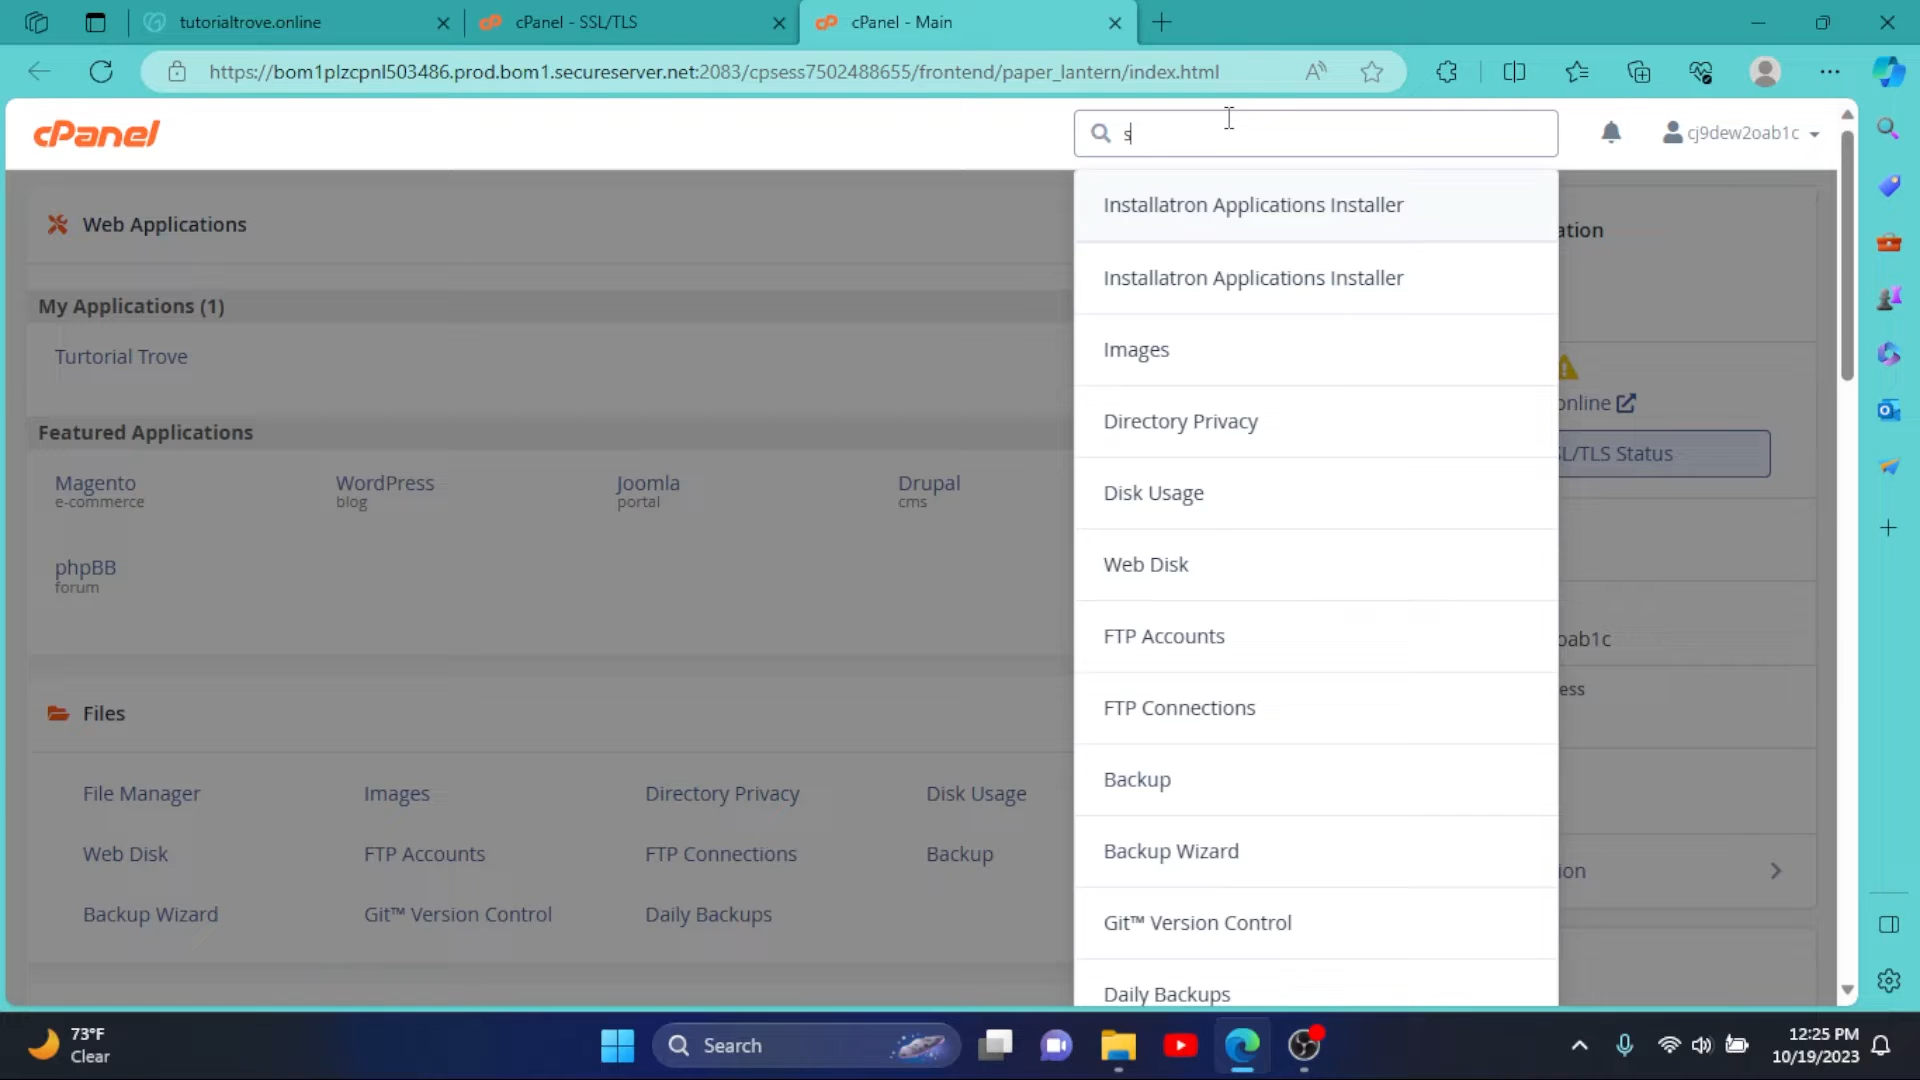 tutorialtrove.online
cPanel - SSL/TLS
cPanel - Main
https://bom1plzcpnl503486.prod.bom1.secureserver.net:2083/cpsess7502488655/frontend/paper_lantern/index.html
cPanel
s
cj9dew2oab1c
Web Applications
My Applications (1)
Turtorial Trove
Featured Applications
Magento
e-commerce
WordPress
blog
Joomla
portal
Drupal
cms
phpBB
forum
Files
File Manager
Images
Directory Privacy
Disk Usage
Web Disk
FTP Accounts
FTP Connections
Backup
Backup Wizard
Git™ Version Control
Daily Backups
Installatron Applications Installer
Installatron Applications Installer
Images
Directory Privacy
Disk Usage
Web Disk
FTP Accounts
FTP Connections
Backup
Backup Wizard
Git™ Version Control
Daily Backups
ation
online
SL/TLS Status
oab1c
ess
ion
73°F
Clear
Search
12:25 PM
10/19/2023